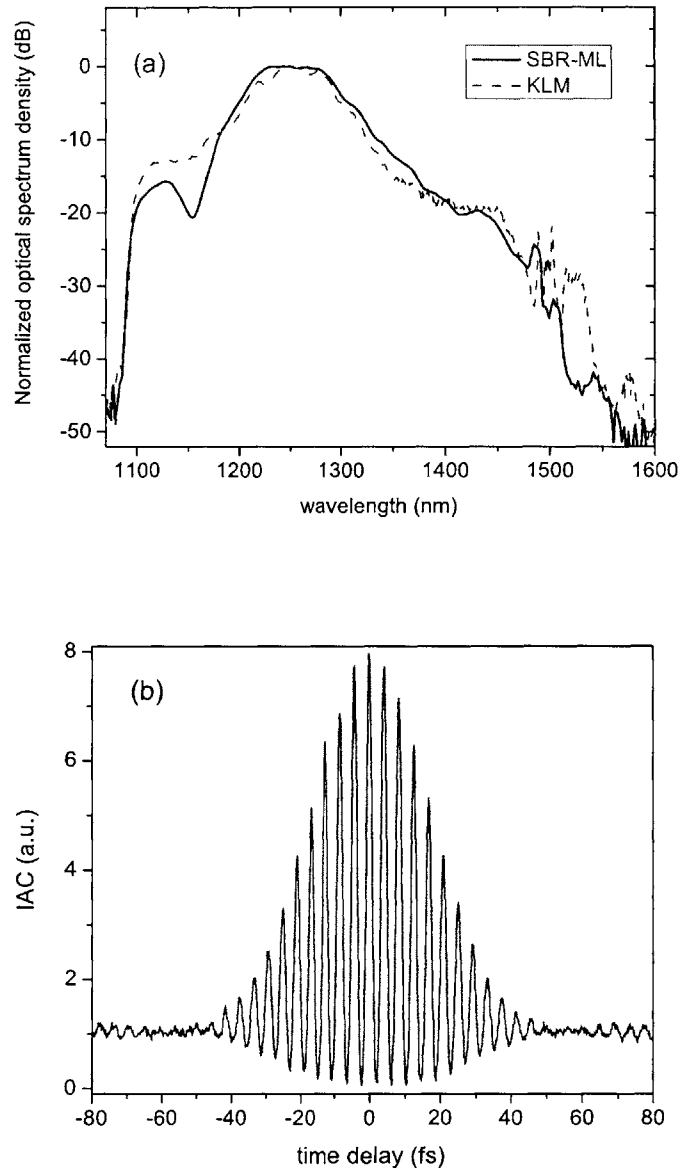 (a)
SBR-ML
KLM
Normalized optical spectrum density (dB)
0
-10
-20
-30
-40
-50
1100 1200 1300 1400 1500 1600
wavelength (nm)
(b)
IAC (a.u.)
8
6
4
2
0
-80 -60 -40 -20 0 20 40 60 80
time delay (fs)